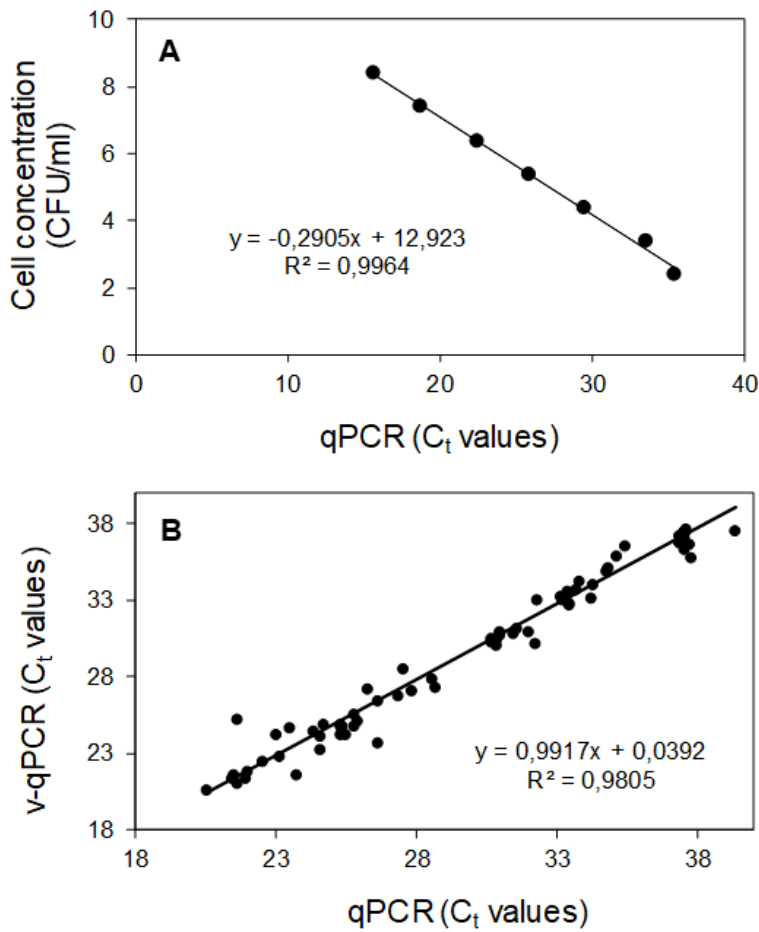 A
10
8
6
4
2
0
Cell concentration
(CFU/ml)
y = -0,2905x + 12,923
R² = 0,9964
0 10 20 30 40
qPCR (Ct values)
B
38
33
28
23
18
v-qPCR (Ct values)
y = 0,9917x + 0,0392
R² = 0,9805
18 23 28 33 38
qPCR (Ct values)